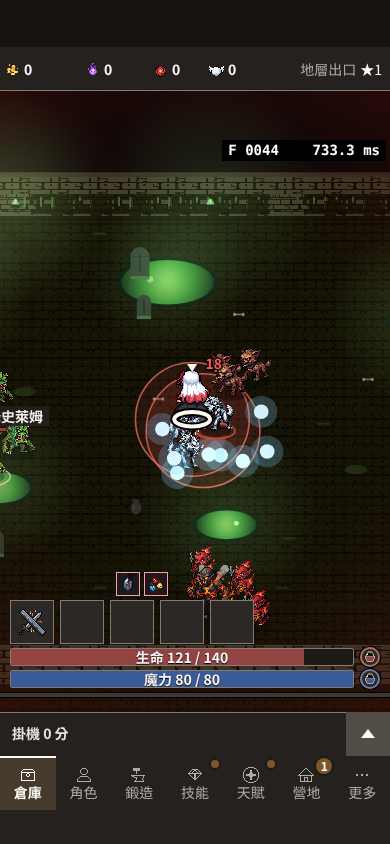 0 0 0 0 地層出口 ★1
F 0044 733.3 ms
18
史萊姆
生命 121 / 140
魔力 80 / 80
掛機 0 分
1
倉庫 角色 鍛造 技能 天賦 營地 更多